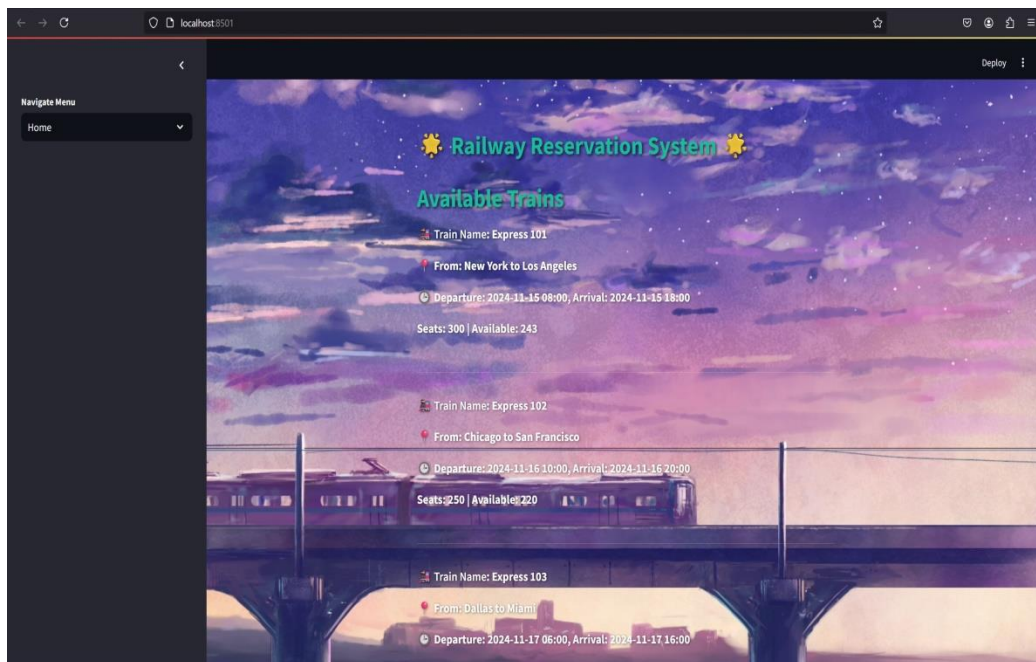 localhost:8501
Deploy
Navigate Menu
Home
🌟 Railway Reservation System 🌟
Available Trains
🚂 Train Name: Express 101
📍 From: New York to Los Angeles
🕒 Departure: 2024-11-15 08:00, Arrival: 2024-11-15 18:00
Seats: 300 | Available: 243
🚂 Train Name: Express 102
📍 From: Chicago to San Francisco
🕒 Departure: 2024-11-16 10:00, Arrival: 2024-11-16 20:00
Seats: 250 | Available: 220
🚂 Train Name: Express 103
📍 From: Dallas to Miami
🕒 Departure: 2024-11-17 06:00, Arrival: 2024-11-17 16:00